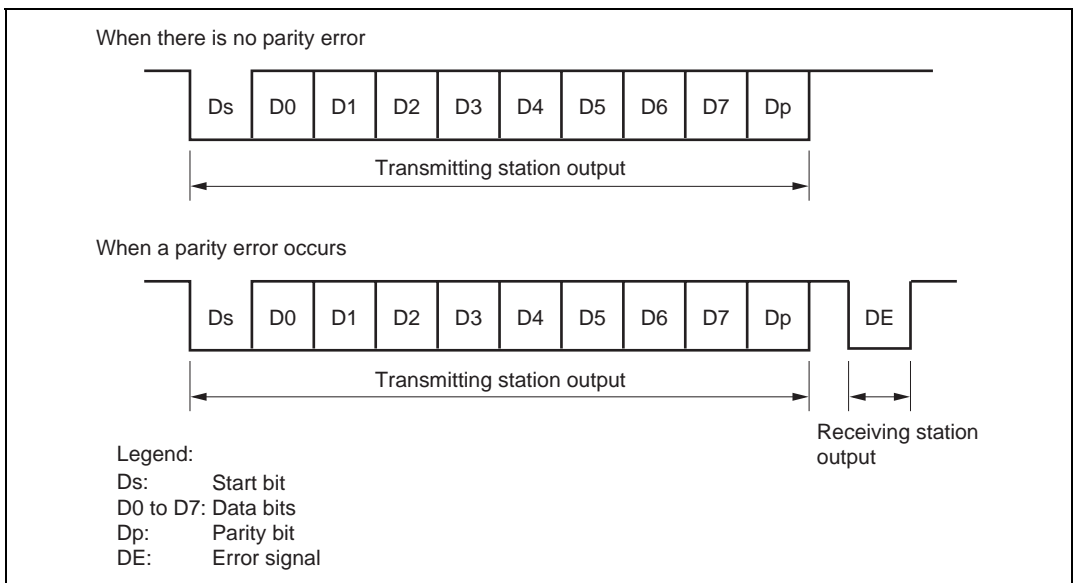 When there is no parity error
Ds D0 D1 D2 D3 D4 D5 D6 D7 Dp
Transmitting station output
When a parity error occurs
Ds D0 D1 D2 D3 D4 D5 D6 D7 Dp DE
Transmitting station output
Receiving station
output
Legend:
Ds: Start bit
D0 to D7: Data bits
Dp: Parity bit
DE: Error signal